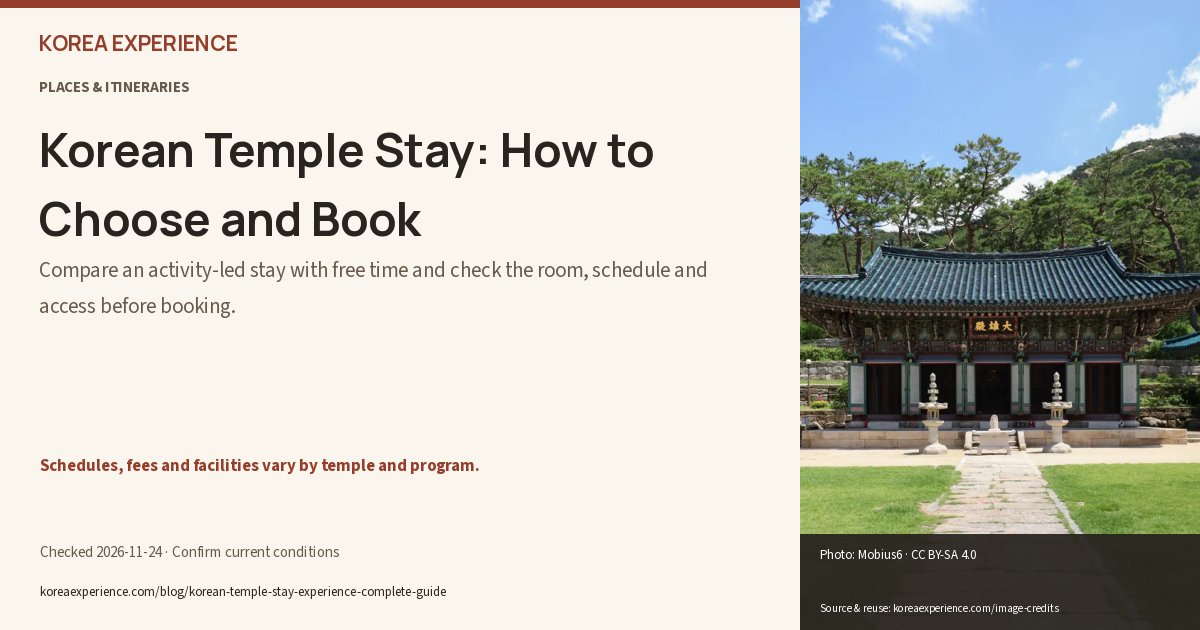 KOREA EXPERIENCE
PLACES & ITINERARIES
Korean Temple Stay: How to
Choose and Book
Compare an activity-led stay with free time and check the room, schedule and
access before booking.
Schedules, fees and facilities vary by temple and program.
Checked 2026-11-24 · Confirm current conditions
koreaexperience.com/blog/korean-temple-stay-experience-complete-guide
殿雄大
Photo: Mobius6 · CC BY-SA 4.0
Source & reuse: koreaexperience.com/image-credits